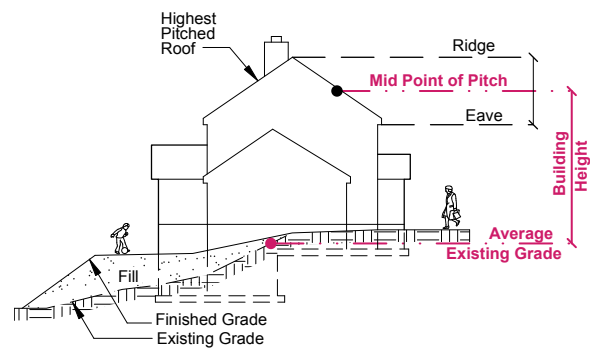 Highest
Pitched
Roof
Ridge
Mid Point of Pitch
Eave
Building
Height
Average
Existing Grade
Fill
Finished Grade
Existing Grade